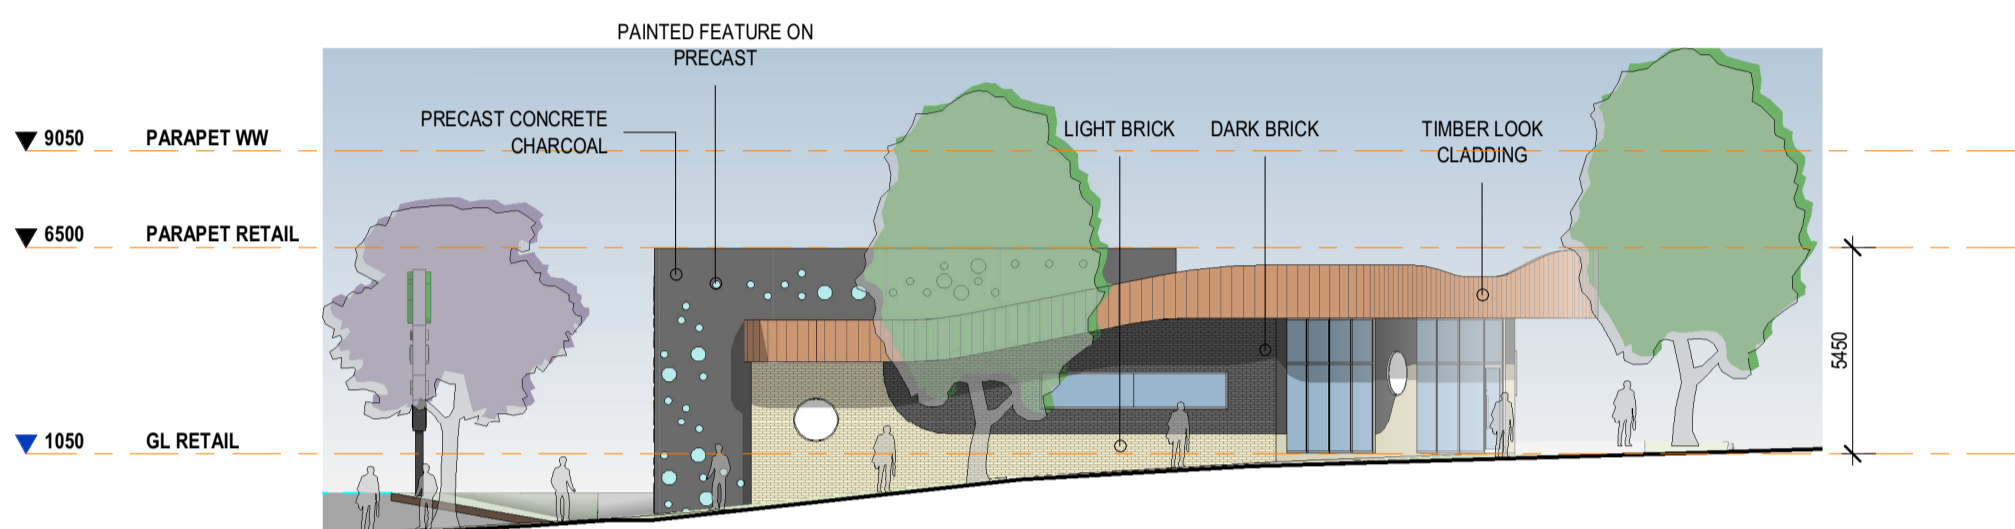 PAINTED FEATURE ON
PRECAST
PRECAST CONCRETE
CHARCOAL
LIGHT BRICK
DARK BRICK
TIMBER LOOK
CLADDING
9050 PARAPET WW
6500 PARAPET RETAIL
5450
1050 GL RETAIL